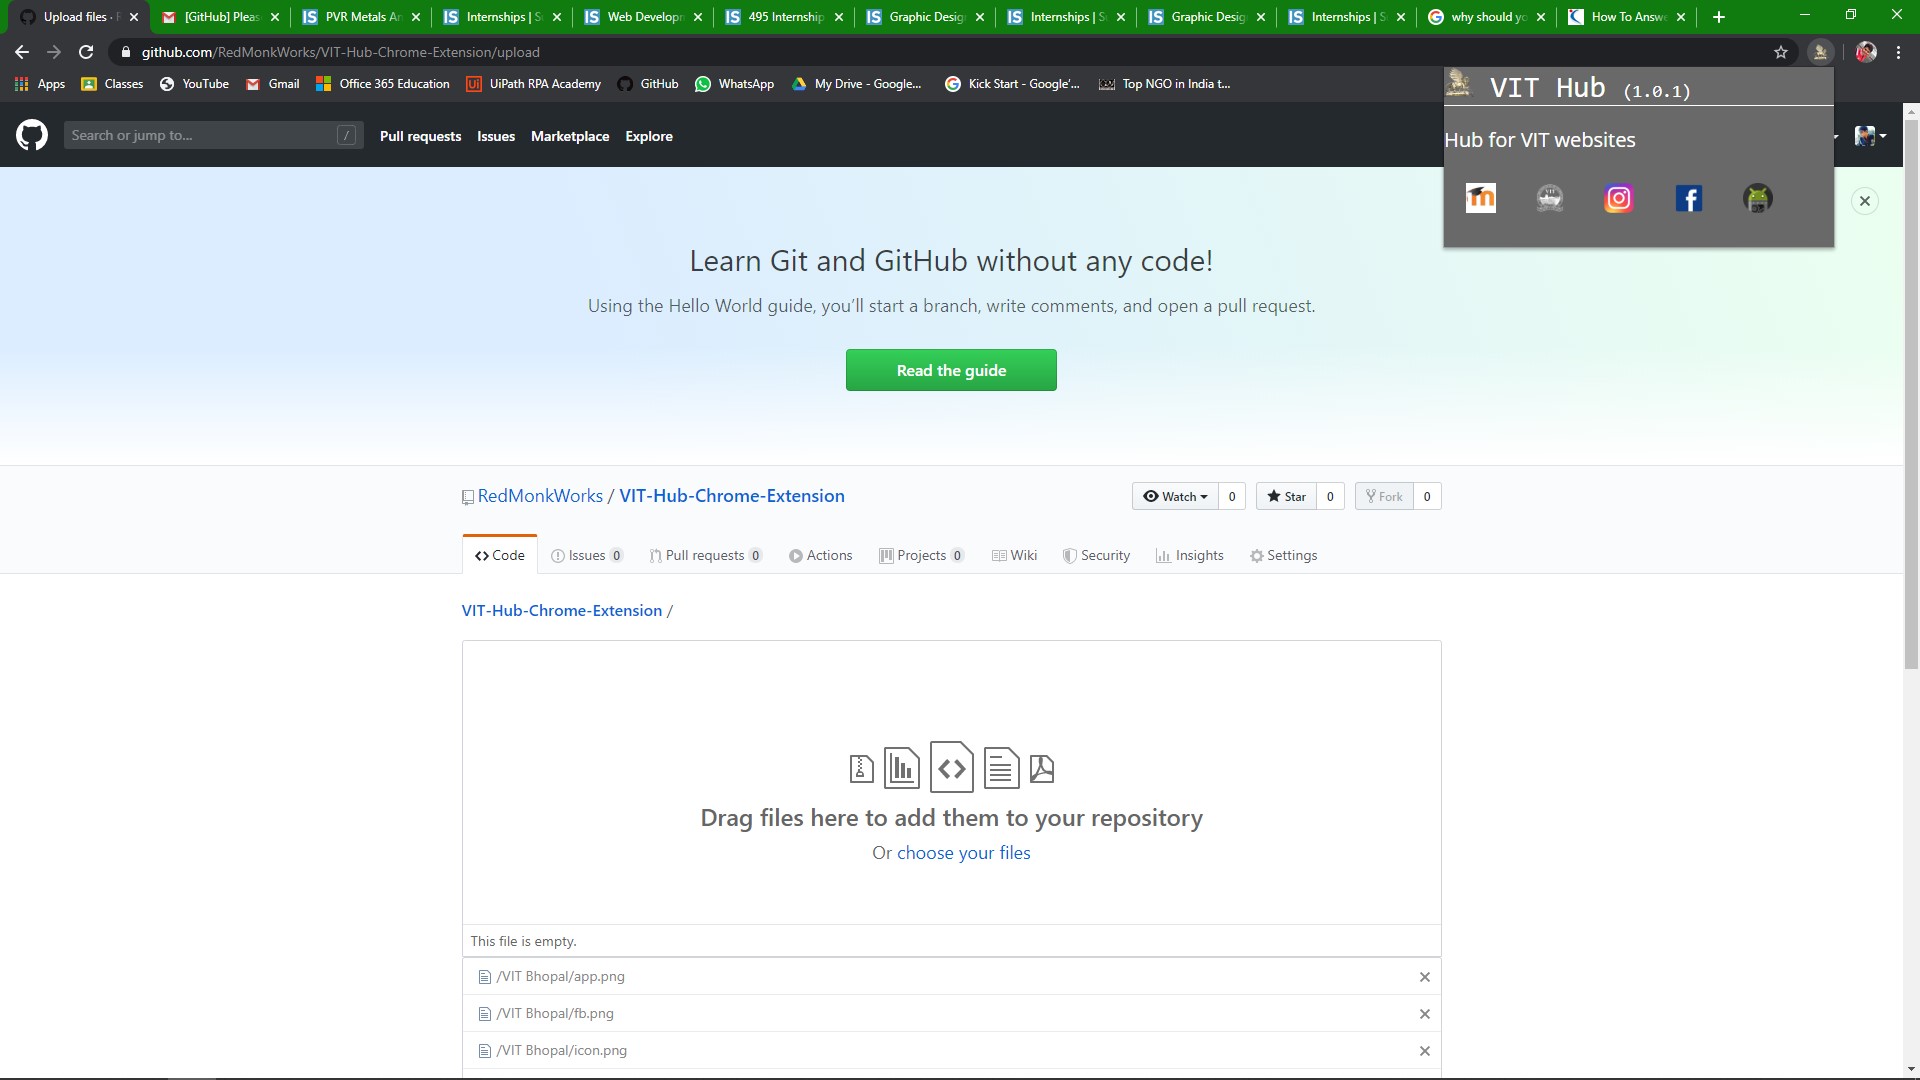 Upload files · R
[GitHub] Pleas
PVR Metals An
Internships | S
Web Developm
495 Internship
Graphic Design
Internships | S
Graphic Design
Internships | S
why should yo
How To Answe
github.com/RedMonkWorks/VIT-Hub-Chrome-Extension/upload
Apps Classes YouTube Gmail Office 365 Education UiPath RPA Academy GitHub WhatsApp My Drive - Google... Kick Start - Google'... Top NGO in India t...
VIT Hub (1.0.1)
Hub for VIT websites
Search or jump to... / Pull requests Issues Marketplace Explore
Learn Git and GitHub without any code!
Using the Hello World guide, you’ll start a branch, write comments, and open a pull request.
Read the guide
RedMonkWorks / VIT-Hub-Chrome-Extension
Watch 0 Star 0 Fork 0
Code Issues 0 Pull requests 0 Actions Projects 0 Wiki Security Insights Settings
VIT-Hub-Chrome-Extension /
Drag files here to add them to your repository
Or choose your files
This file is empty.
/VIT Bhopal/app.png
/VIT Bhopal/fb.png
/VIT Bhopal/icon.png